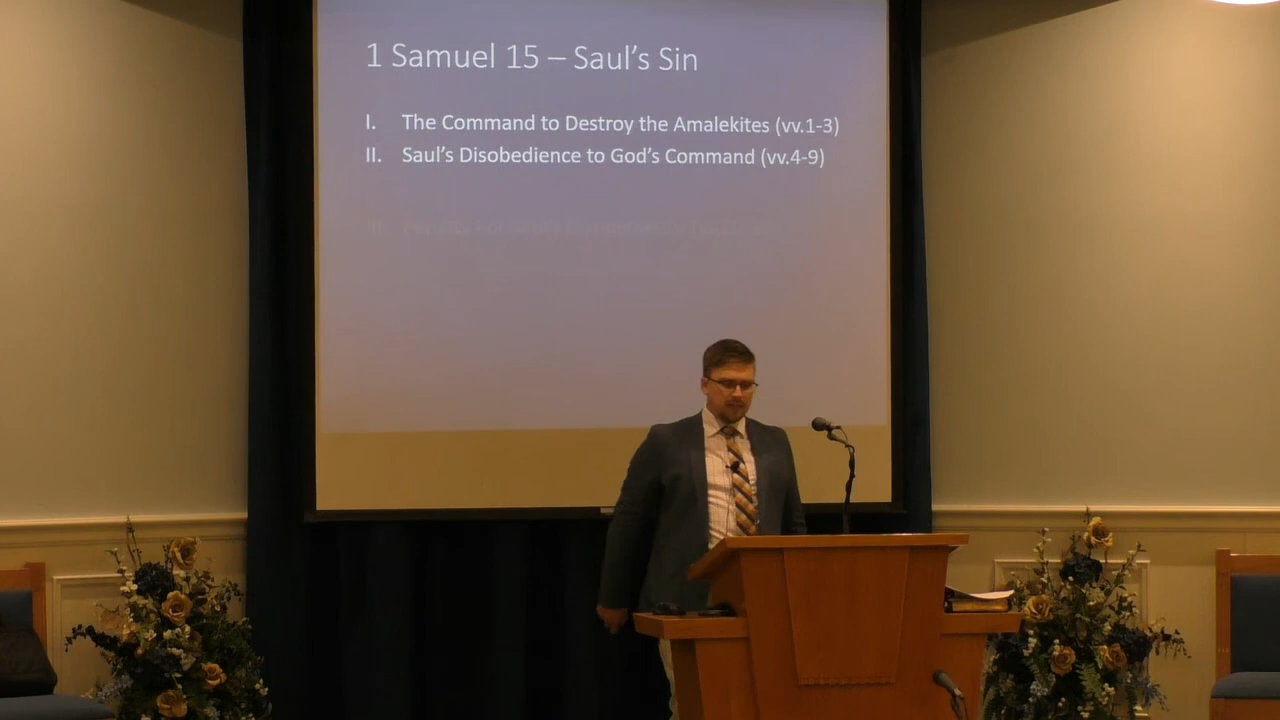 1 Samuel 15 – Saul's Sin
I. The Command to Destroy the Amalekites (vv.1-3)
II. Saul's Disobedience to God's Command (vv.4-9)
III.